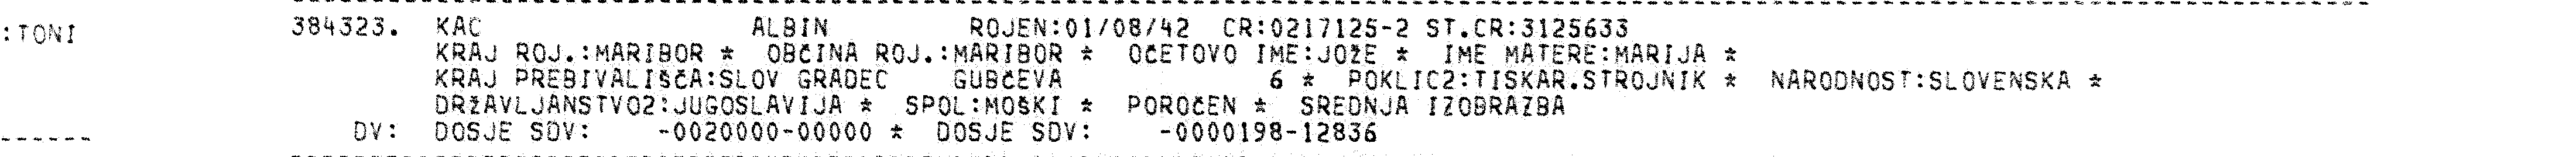 :TONI
384323. KAC ALBIN ROJEN:01/08/42 CR:0217125-2 ST.CR:3125633
KRAJ ROJ.:MARIBOR * OBČINA ROJ.:MARIBOR * OČETOVO IME:JOŽE * IME MATERE:MARIJA *
KRAJ PREBIVALIŠČA:SLOV GRADEC GUBČEVA 6 * POKLIC2:TISKAR.STROJNIK * NARODNOST:SLOVENSKA *
DRŽAVLJANSTVO2:JUGOSLAVIJA * SPOL:MOŠKI * POROČEN * SREDNJA IZOBRAZBA
DV: DOSJE SDV: -0020000-00000 * DOSJE SDV: -0000198-12836